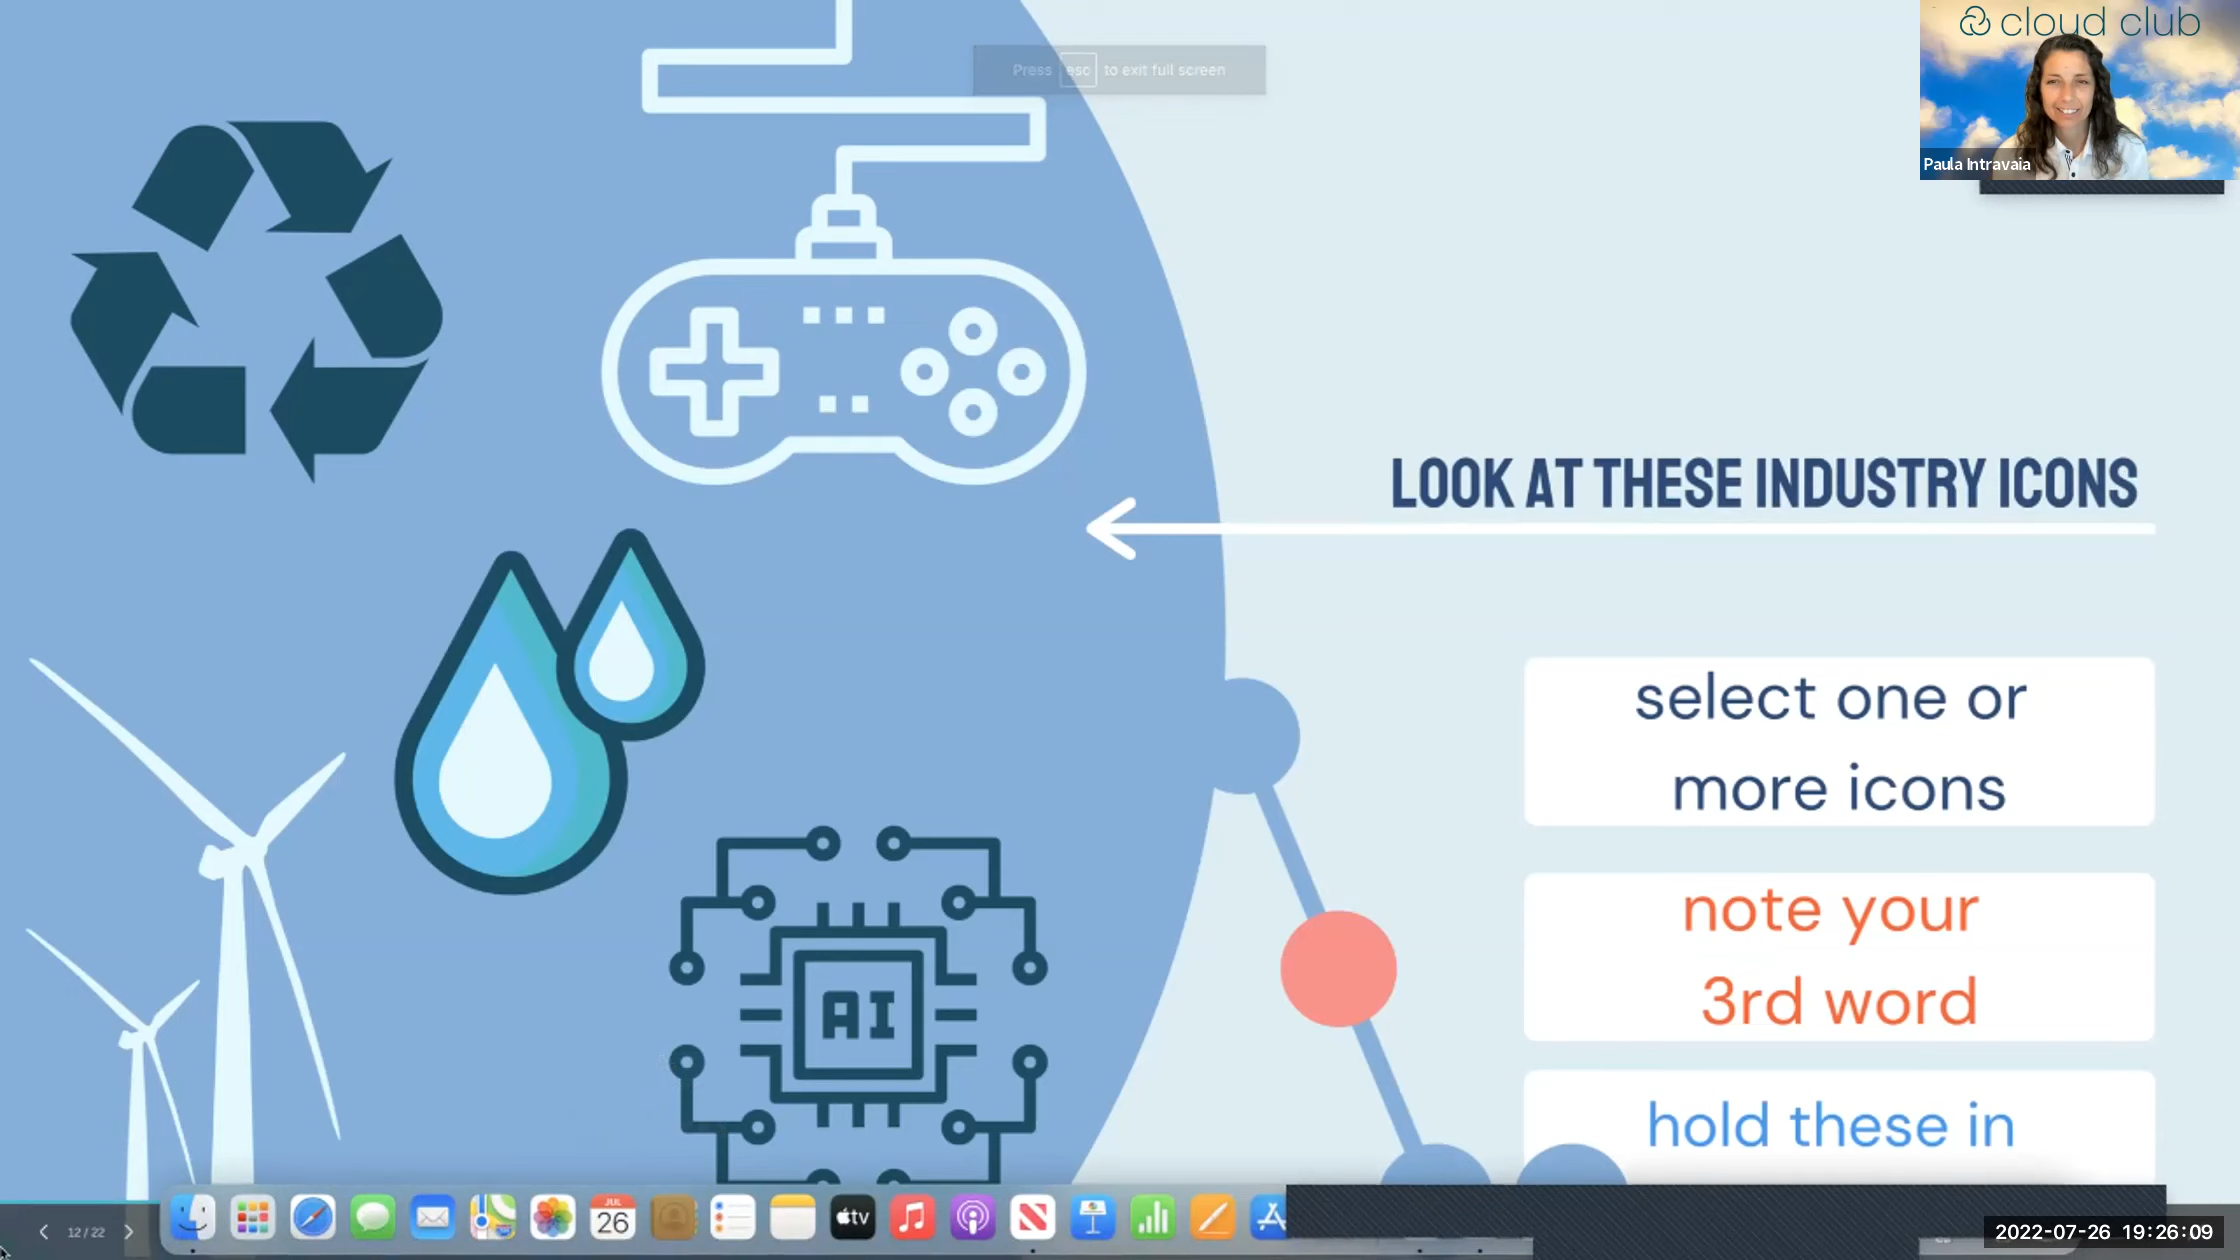 cloud club
Press esc to exit full screen
Paula Intravaia
LOOK AT THESE INDUSTRY ICONS
select one or
more icons
note your
3rd word
hold these in
AI
JUL
26
tv
12 / 22
2022-07-26 19:26:09